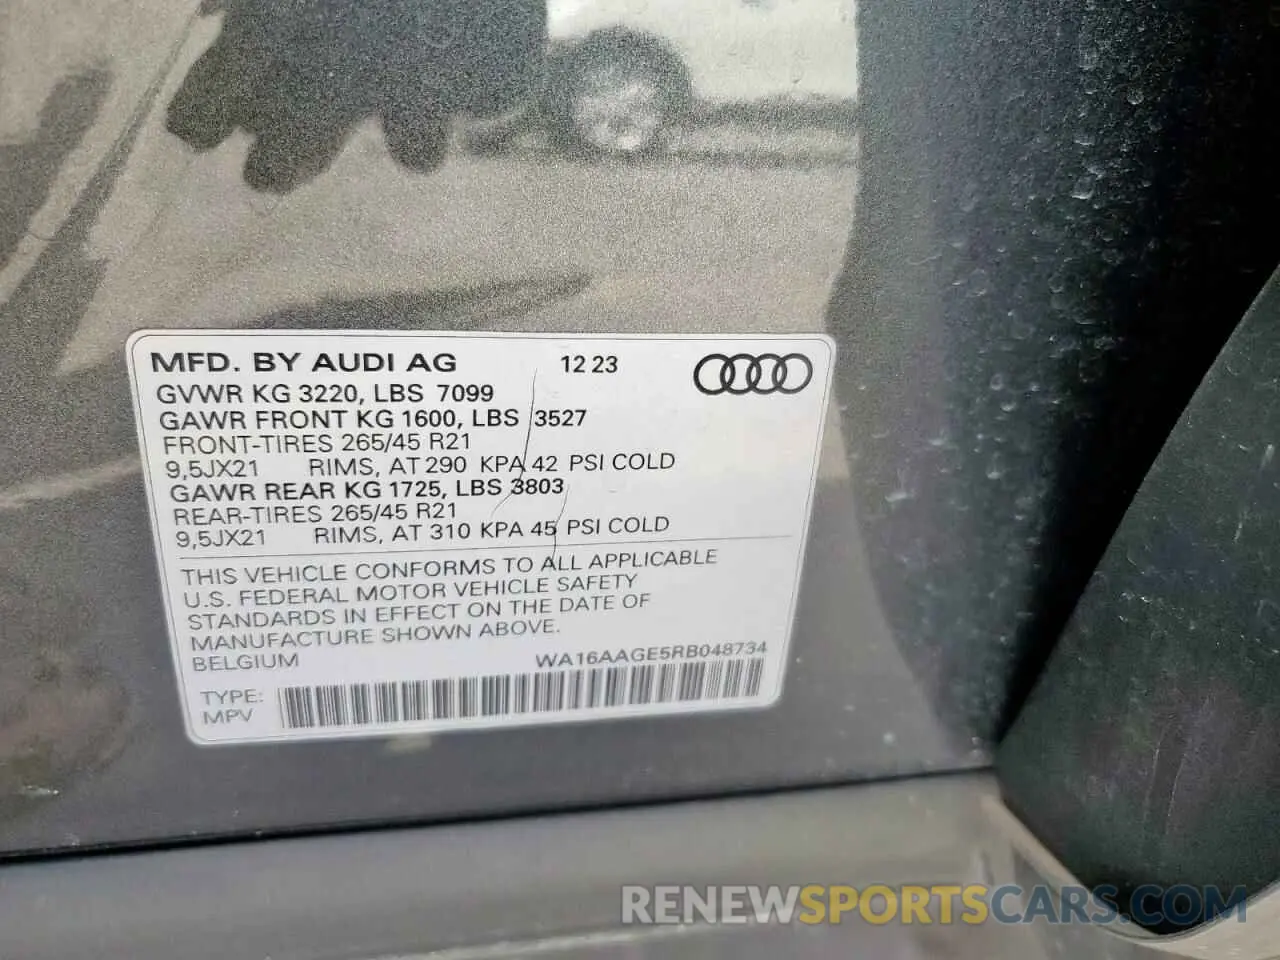 MFD. BY AUDI AG 12 23
GVWR KG 3220, LBS 7099
GAWR FRONT KG 1600, LBS 3527
FRONT-TIRES 265/45 R21
9,5JX21 RIMS, AT 290 KPA 42 PSI COLD
GAWR REAR KG 1725, LBS 3803
REAR-TIRES 265/45 R21
9,5JX21 RIMS, AT 310 KPA 45 PSI COLD
THIS VEHICLE CONFORMS TO ALL APPLICABLE
U.S. FEDERAL MOTOR VEHICLE SAFETY
STANDARDS IN EFFECT ON THE DATE OF
MANUFACTURE SHOWN ABOVE.
BELGIUM WA16AAGE5RB048734
TYPE:
MPV
RENEWSPORTSCARS.COM